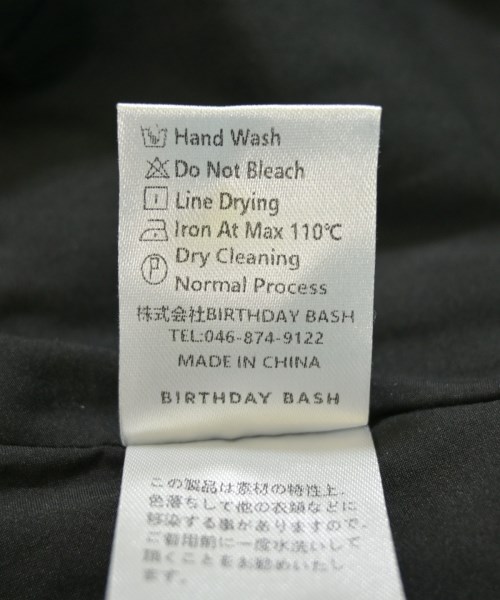 Hand Wash
Do Not Bleach
Line Drying
Iron At Max 110℃
Dry Cleaning
Normal Process
株式会社BIRTHDAY BASH
TEL:046-874-9122
MADE IN CHINA
BIRTHDAY BASH
この製品は素材の特性上、
色落ちして他の衣類などに
移染する事がありますので、
ご着用前に一度水洗いして
頂くことをお勧めいたし
ます。